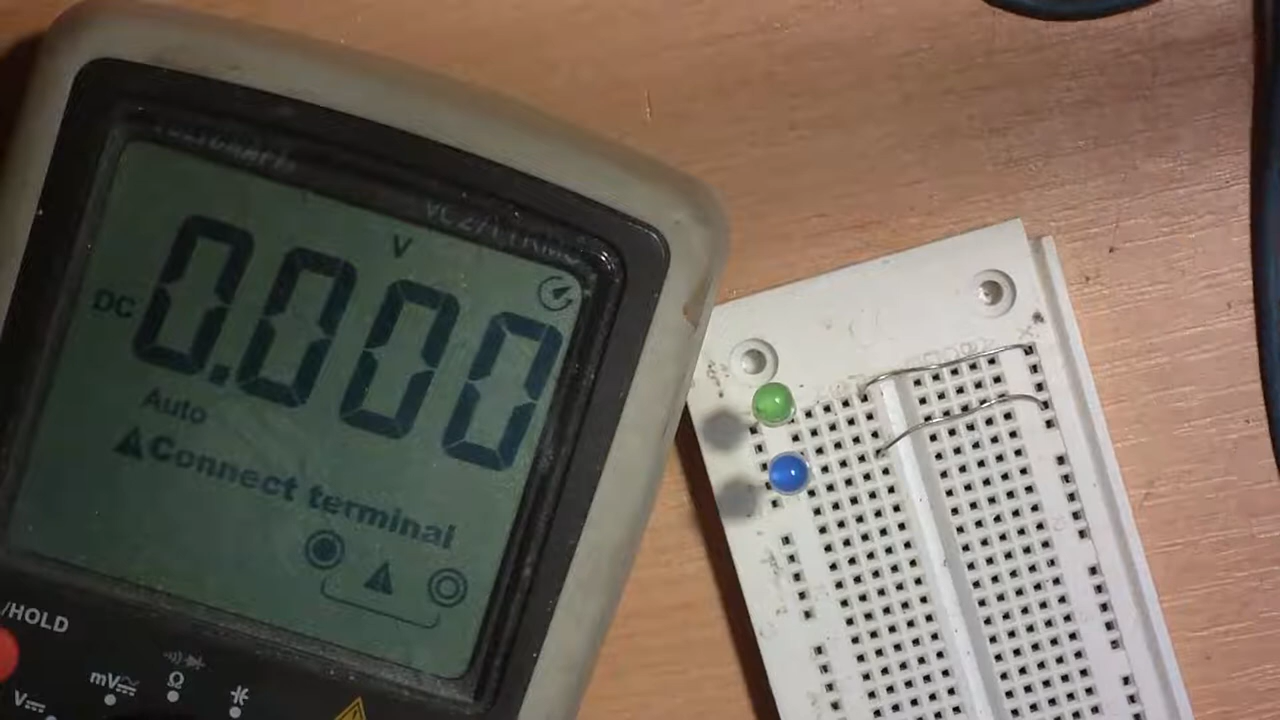 V
DC
0.000
Auto
Connect terminal
/HOLD
mV
Ω
V